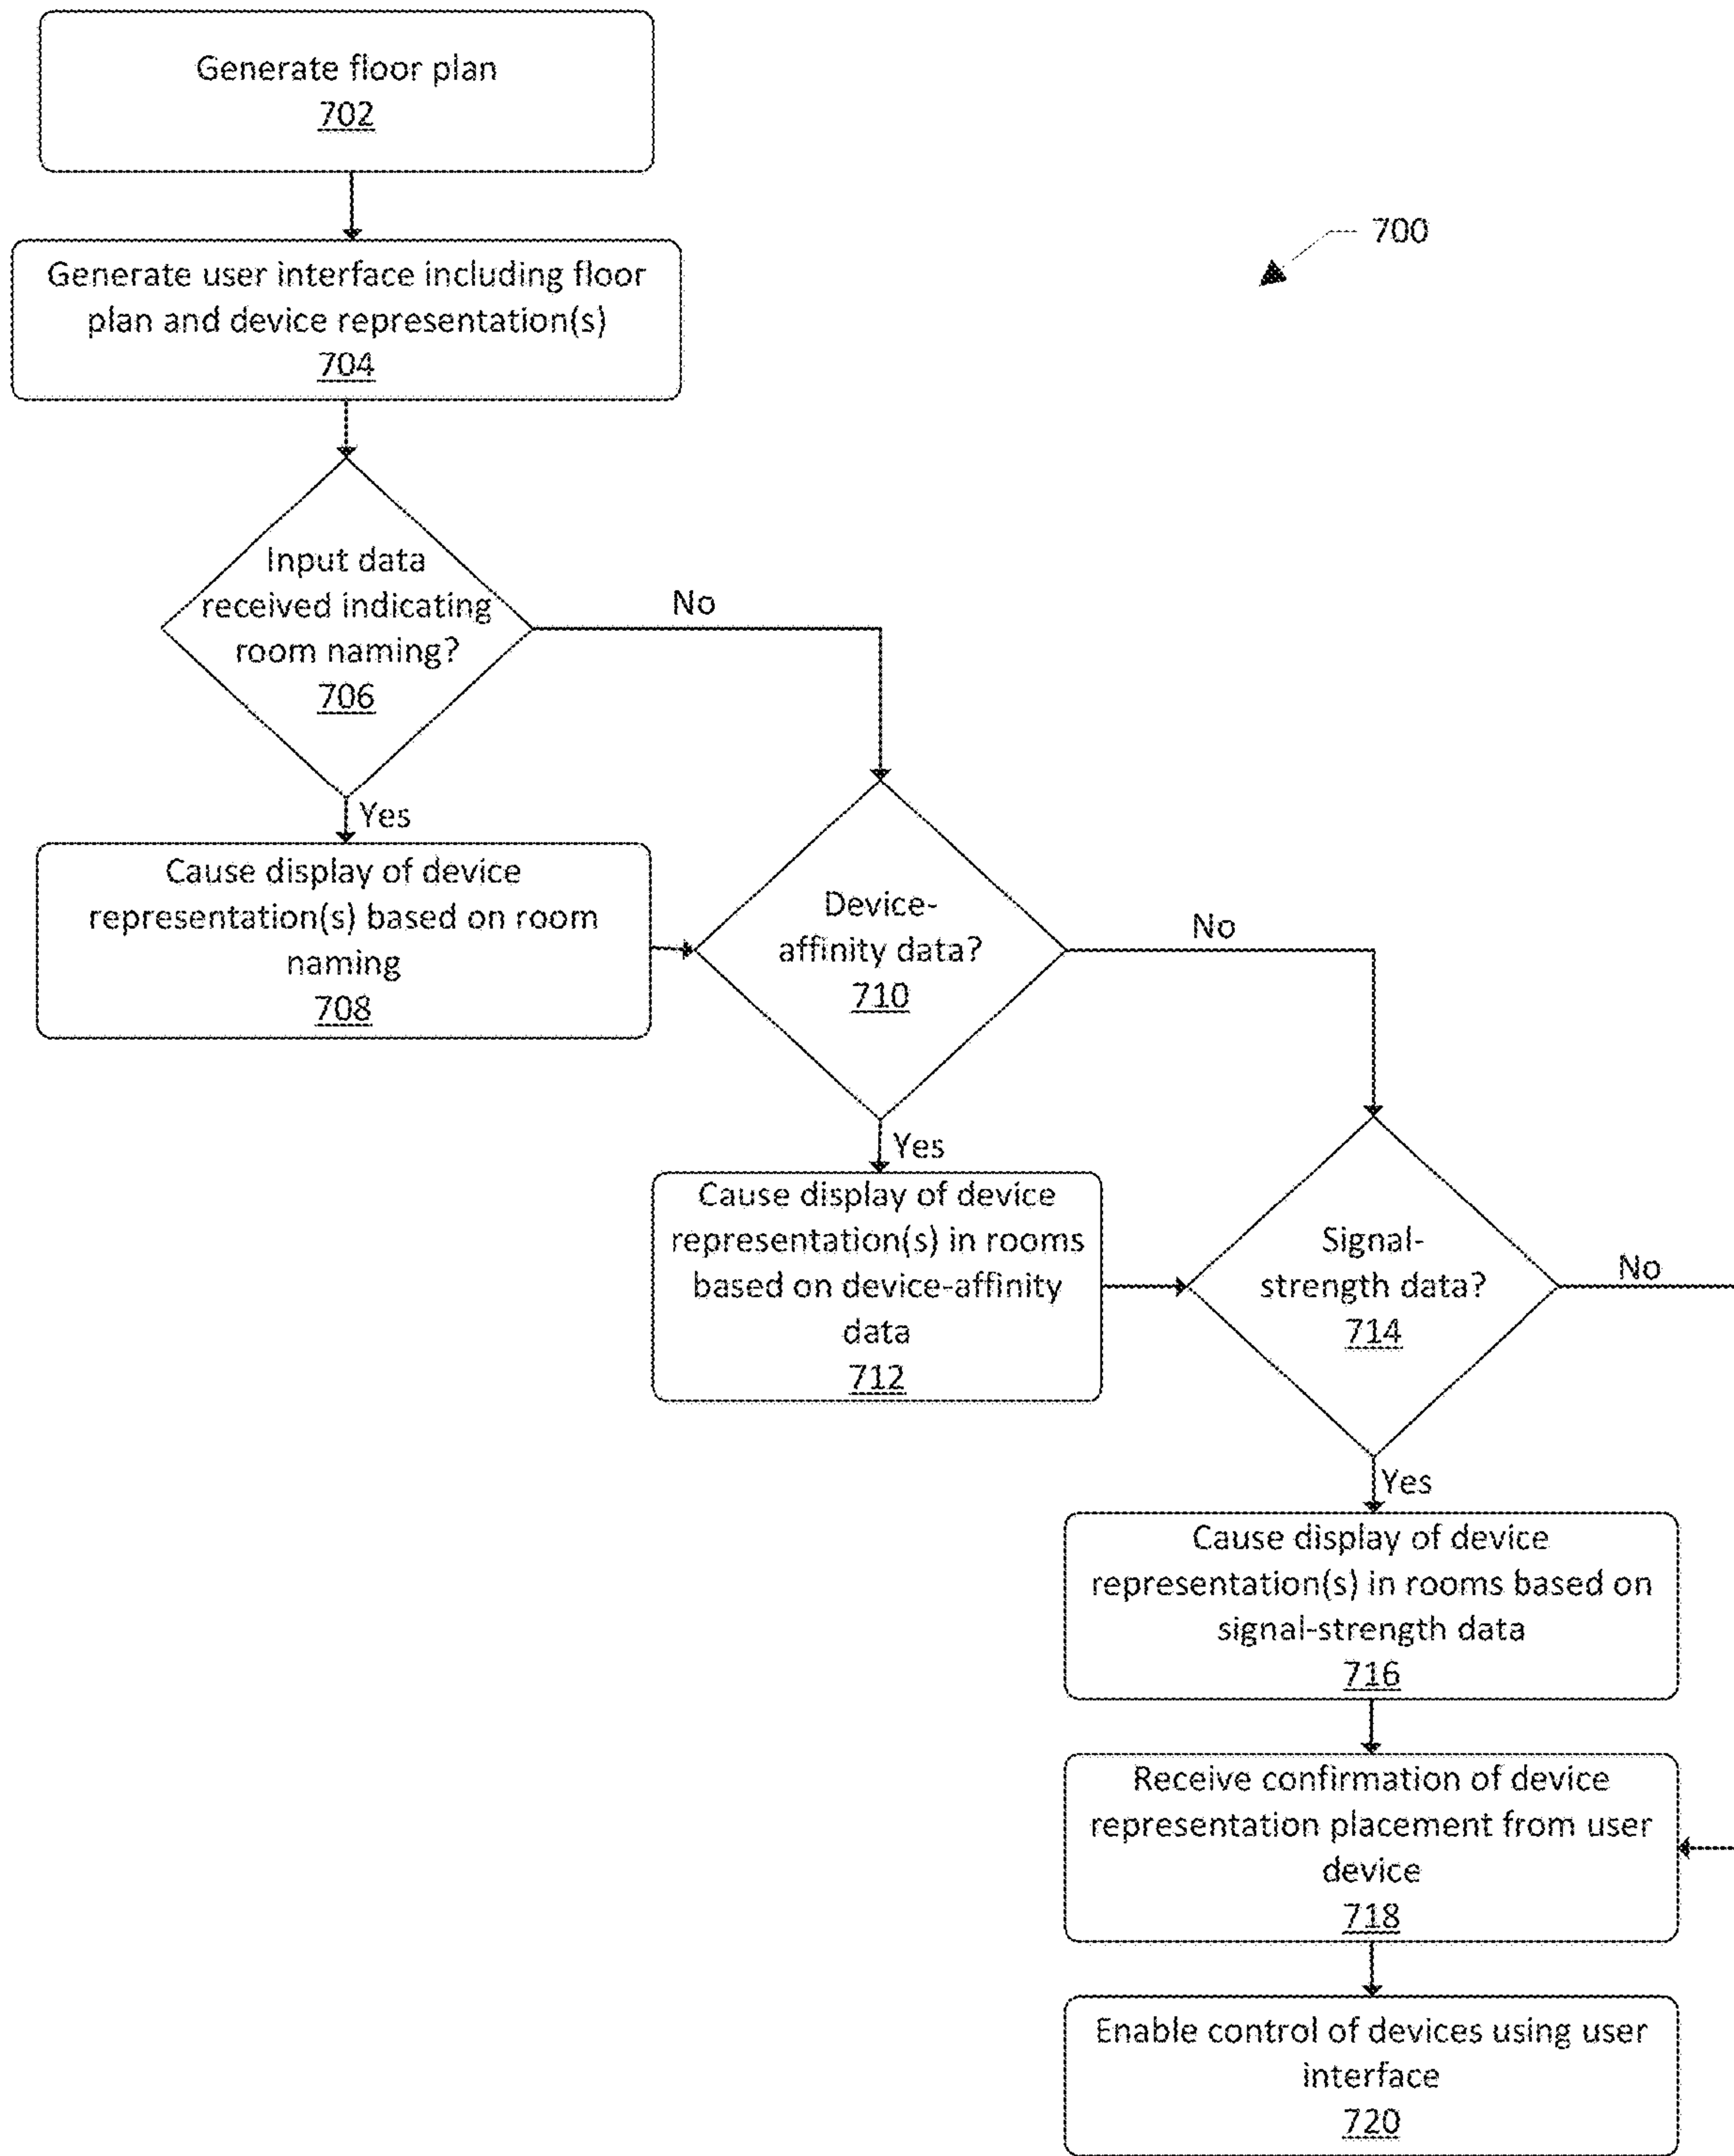 Generate floor plan
702
700
Generate user interface including floor
plan and device representation(s)
704
Input data
received indicating
room naming?
706
No
Yes
Cause display of device
representation(s) based on room
naming
708
Device-
affinity data?
710
No
Yes
Cause display of device
representation(s) in rooms
based on device-affinity
data
712
Signal-
strength data?
714
No
Yes
Cause display of device
representation(s) in rooms based on
signal-strength data
716
Receive confirmation of device
representation placement from user
device
718
Enable control of devices using user
interface
720